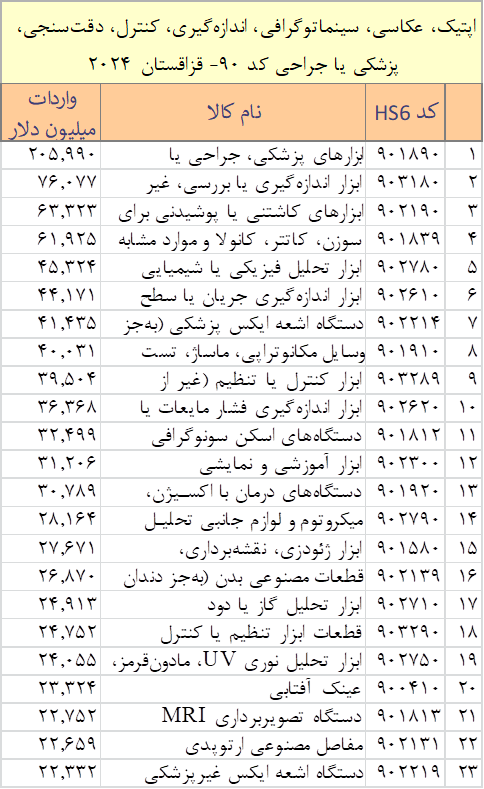 اپتیک، عکاسی، سینماتوگرافی، اندازه‌گیری، کنترل، دقت‌سنجی،
پزشکی یا جراحی کد ۹۰- قزاقستان ۲۰۲۴
کد HS6 نام کالا واردات میلیون دلار
۱ ۹۰۱۸۹۰ ابزارهای پزشکی، جراحی یا ۲۰۵,۹۹۰
۲ ۹۰۳۱۸۰ ابزار اندازه‌گیری یا بررسی، غیر ۷۶,۰۷۷
۳ ۹۰۲۱۹۰ ابزارهای کاشتنی یا پوشیدنی برای ۶۳,۳۲۳
۴ ۹۰۱۸۳۹ سوزن، کاتتر، کانولا و موارد مشابه ۶۱,۹۲۵
۵ ۹۰۲۷۸۰ ابزار تحلیل فیزیکی یا شیمیایی ۴۵,۳۲۴
۶ ۹۰۲۶۱۰ ابزار اندازه‌گیری جریان یا سطح ۴۴,۱۷۱
۷ ۹۰۲۲۱۴ دستگاه اشعه ایکس پزشکی (به‌جز ۴۱,۴۳۵
۸ ۹۰۱۹۱۰ وسایل مکانوتراپی، ماساژ، تست ۴۰,۰۳۱
۹ ۹۰۳۲۸۹ ابزار کنترل یا تنظیم (غیر از ۳۹,۵۰۴
۱۰ ۹۰۲۶۲۰ ابزار اندازه‌گیری فشار مایعات یا ۳۶,۳۶۸
۱۱ ۹۰۱۸۱۲ دستگاه‌های اسکن سونوگرافی ۳۲,۴۹۹
۱۲ ۹۰۲۳۰۰ ابزار آموزشی و نمایشی ۳۱,۲۰۶
۱۳ ۹۰۱۹۲۰ دستگاه‌های درمان با اکسیژن، ۳۰,۷۸۹
۱۴ ۹۰۲۷۹۰ میکروتوم و لوازم جانبی تحلیل ۲۸,۱۶۴
۱۵ ۹۰۱۵۸۰ ابزار ژئودزی، نقشه‌برداری، ۲۷,۶۷۱
۱۶ ۹۰۲۱۳۹ قطعات مصنوعی بدن (به‌جز دندان ۲۶,۸۷۰
۱۷ ۹۰۲۷۱۰ ابزار تحلیل گاز یا دود ۲۴,۹۱۳
۱۸ ۹۰۳۲۹۰ قطعات ابزار تنظیم یا کنترل ۲۴,۷۵۲
۱۹ ۹۰۲۷۵۰ ابزار تحلیل نوری UV، مادون‌قرمز، ۲۴,۰۵۵
۲۰ ۹۰۰۴۱۰ عینک آفتابی ۲۳,۳۲۴
۲۱ ۹۰۱۸۱۳ دستگاه تصویربرداری MRI ۲۲,۷۵۲
۲۲ ۹۰۲۱۳۱ مفاصل مصنوعی ارتوپدی ۲۲,۶۵۹
۲۳ ۹۰۲۲۱۹ دستگاه اشعه ایکس غیرپزشکی ۲۲,۳۳۲